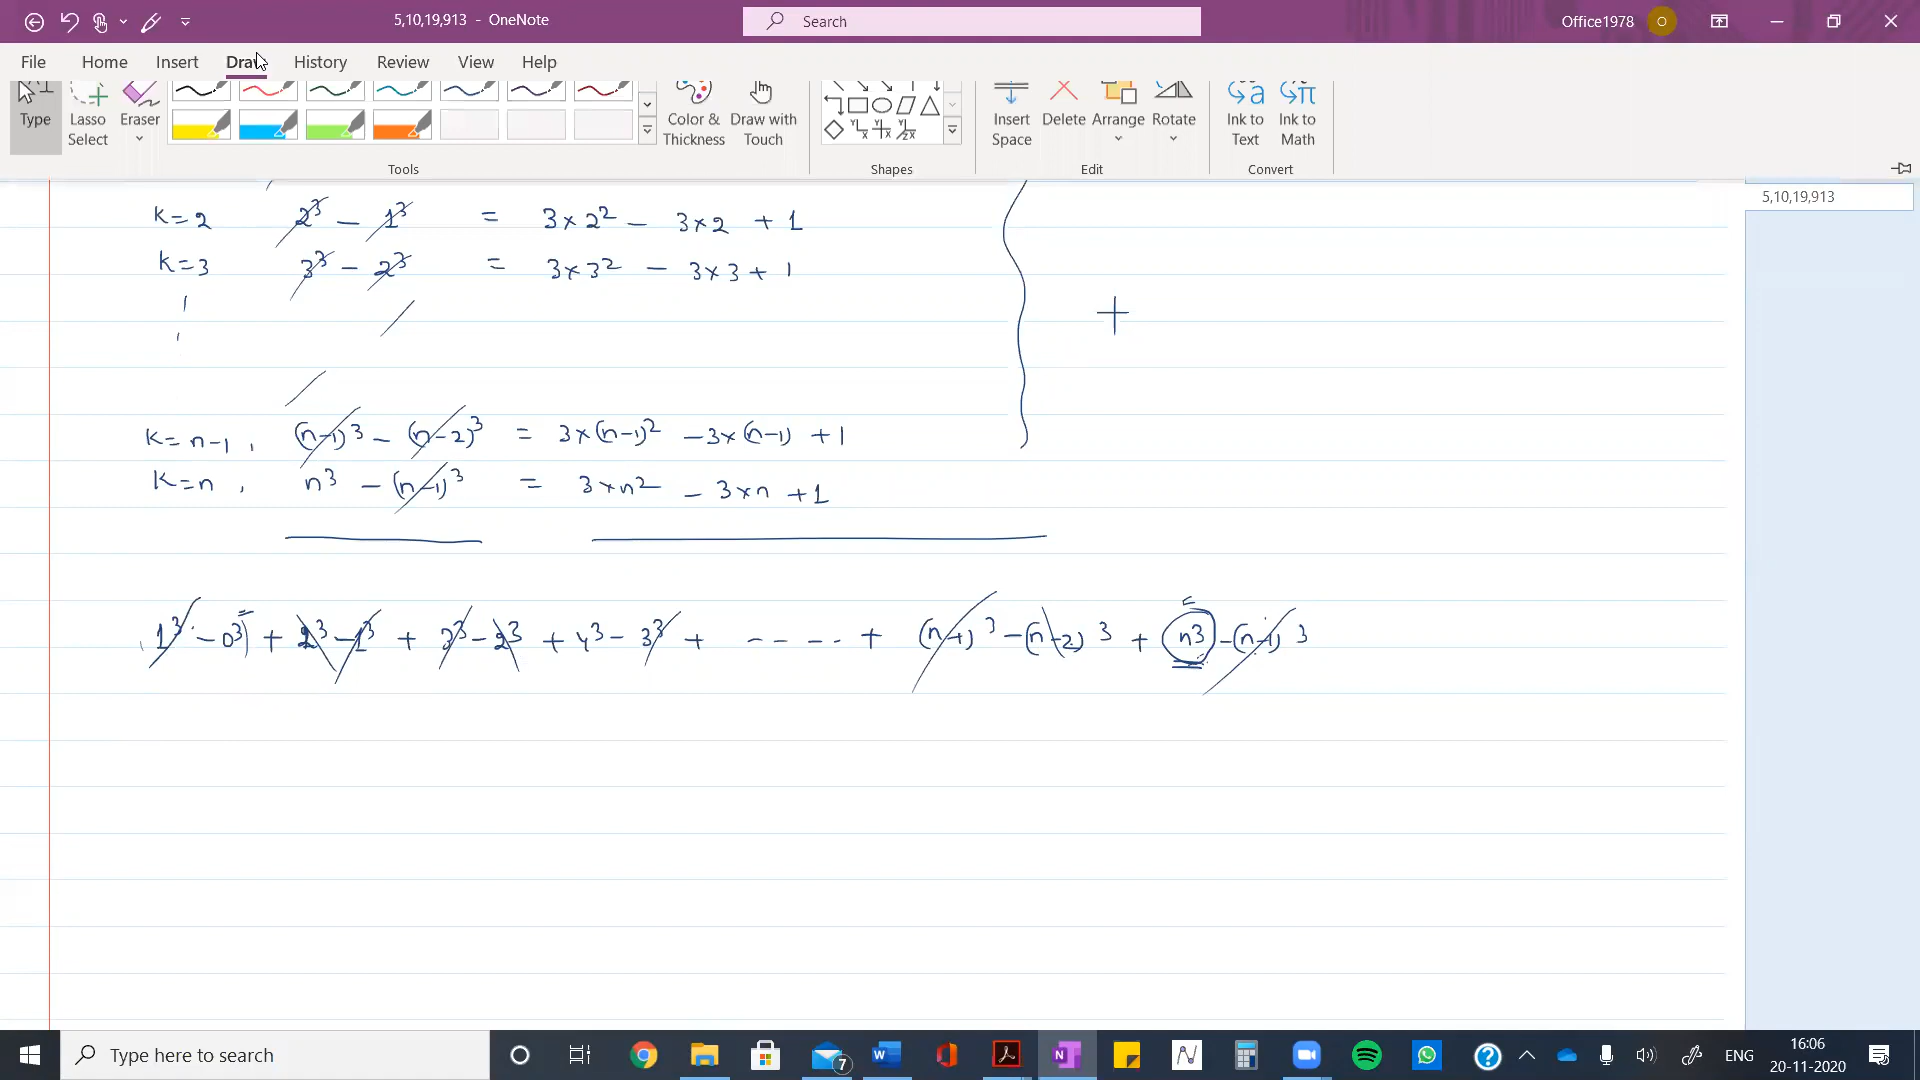 5,10,19,913 - OneNote
Search
Office1978 O
File Home Insert Draw History Review View Help
Type
Lasso Select
Eraser
Color & Thickness
Draw with Touch
Insert Space
Delete
Arrange
Rotate
Ink to Text
Ink to Math
Tools
Shapes
Edit
Convert
5,10,19,913
k=2 2³ - 1³ = 3×2² - 3×2 + 1
k=3 3³ - 2³ = 3×3² - 3×3 + 1
+
k=n-1, (n-1)³ - (n-2)³ = 3×(n-1)² - 3×(n-1) + 1
k=n, n³ - (n-1)³ = 3×n² - 3×n + 1
1³ - 0³ + 2³ - 1³ + 3³ - 2³ + 4³ - 3³ + ----- + (n-1)³ - (n-2)³ + n³ - (n-1)³
Type here to search
7
ENG
16:06
20-11-2020